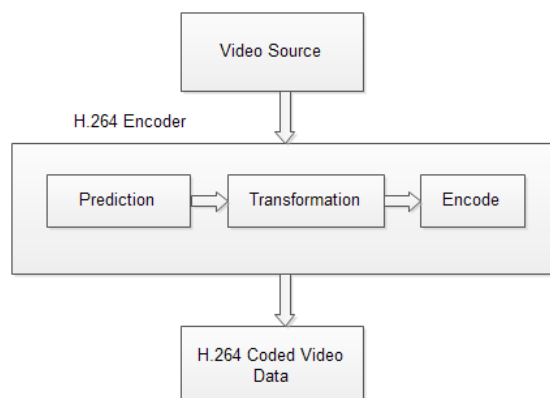 Video Source
H.264 Encoder
Prediction
Transformation
Encode
H.264 Coded Video
Data